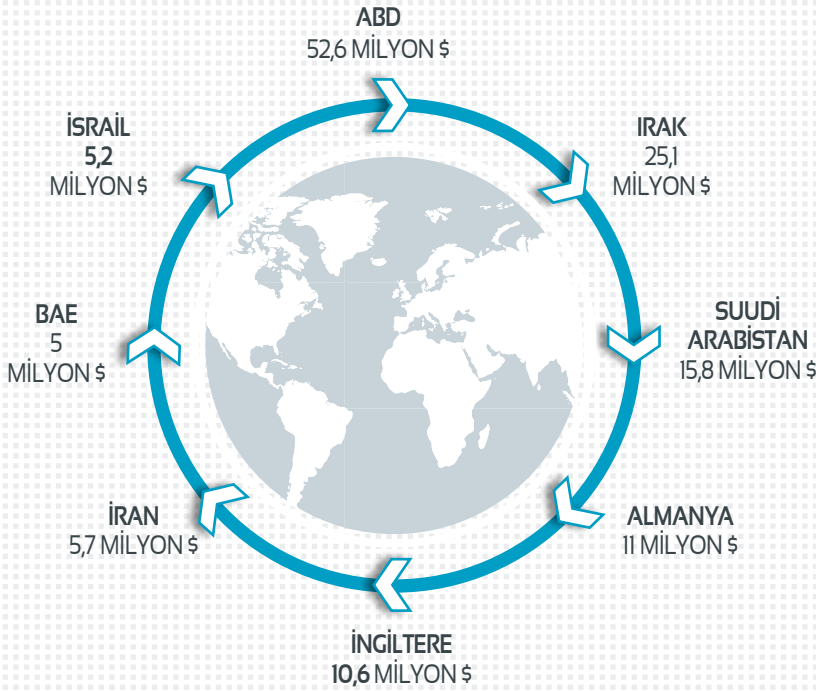 ABD
52,6 MİLYON $
IRAK
25,1
MİLYON $
SUUDİ
ARABİSTAN
15,8 MİLYON $
ALMANYA
11 MİLYON $
İNGİLTERE
10,6 MİLYON $
İRAN
5,7 MİLYON $
BAE
5
MİLYON $
İSRAİL
5,2
MİLYON $